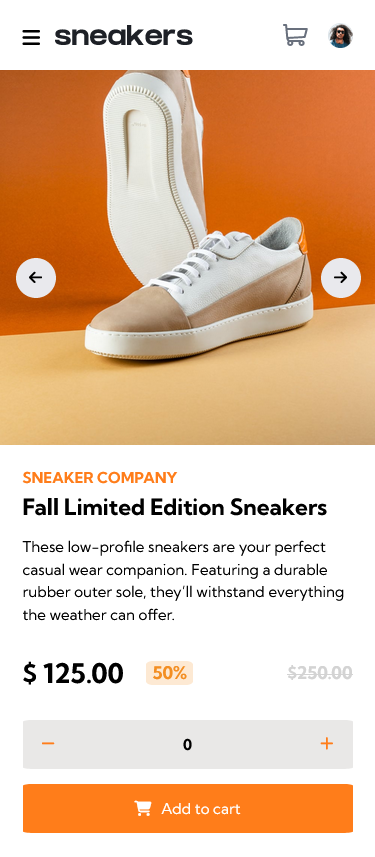 sneakers
SNEAKER COMPANY
Fall Limited Edition Sneakers
These low-profile sneakers are your perfect
casual wear companion. Featuring a durable
rubber outer sole, they’ll withstand everything
the weather can offer.
$ 125.00 50% $250.00
0
Add to cart